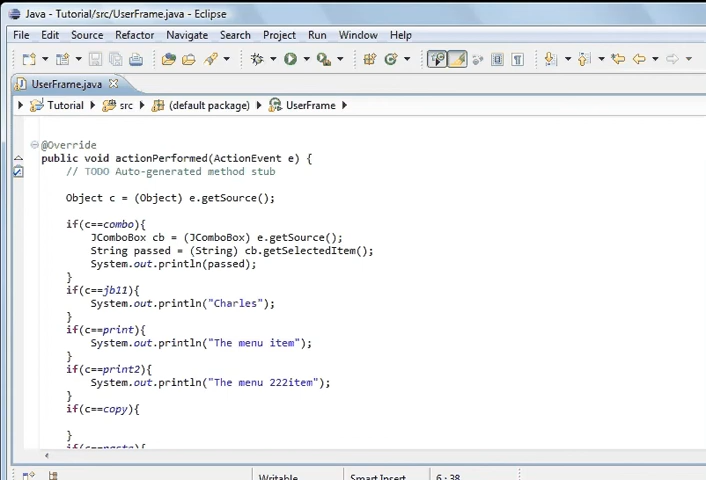 Java - Tutorial/src/UserFrame.java - Eclipse
File Edit Source Refactor Navigate Search Project Run Window Help
UserFrame.java
Tutorial src (default package) UserFrame
@Override
public void actionPerformed(ActionEvent e) {
// TODO Auto-generated method stub
Object c = (Object) e.getSource();
if(c==combo){
JComboBox cb = (JComboBox) e.getSource();
String passed = (String) cb.getSelectedItem();
System.out.println(passed);
}
if(c==jb11){
System.out.println("Charles");
}
if(c==print){
System.out.println("The menu item");
}
if(c==print2){
System.out.println("The menu 222item");
}
if(c==copy){
}
if(c==paste){
Writable Smart Insert 6 : 38